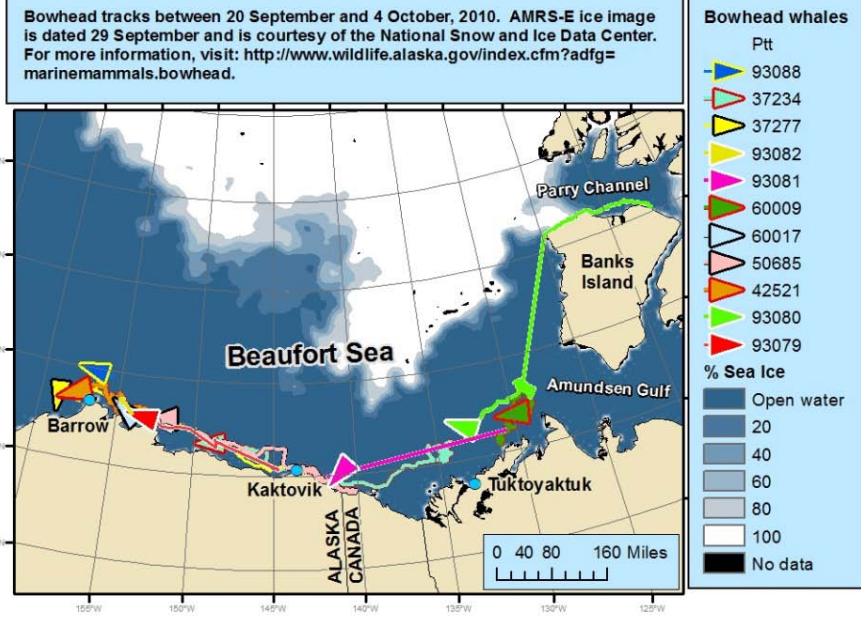 Bowhead tracks between 20 September and 4 October, 2010. AMRS-E ice image
is dated 29 September and is courtesy of the National Snow and Ice Data Center.
For more information, visit: http://www.wildlife.alaska.gov/index.cfm?adfg=
marinemammals.bowhead.
Bowhead whales
Ptt
93088
37234
37277
93082
93081
60009
60017
50685
42521
93080
93079
% Sea Ice
Open water
20
40
60
80
100
No data
Parry Channel
Banks
Island
Beaufort Sea
Amundsen Gulf
Barrow
Kaktovik
Tuktoyaktuk
ALASKA
CANADA
0 40 80 160 Miles
155°W 150°W 145°W 140°W 135°W 130°W 125°W